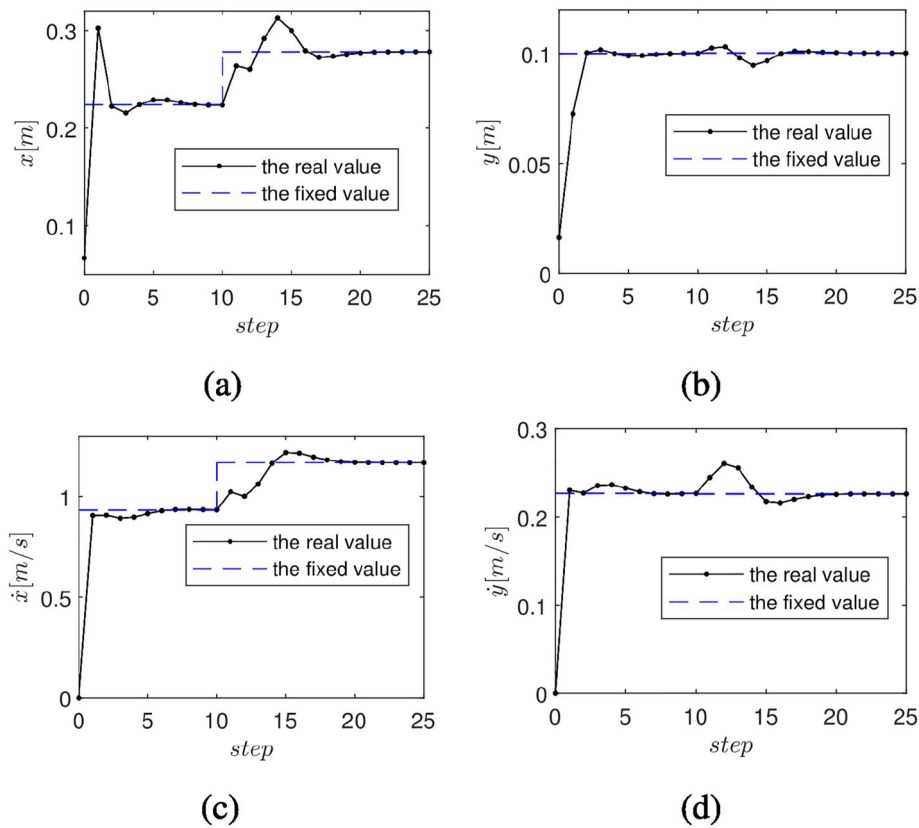 0.3
0.2
0.1
x[m]
the real value
the fixed value
0 5 10 15 20 25
step
(a)
0.1
0.05
0
y[m]
the real value
the fixed value
0 5 10 15 20 25
step
(b)
1
0.5
0
ẋ[m/s]
the real value
the fixed value
0 5 10 15 20 25
step
(c)
0.3
0.2
0.1
0
ẏ[m/s]
the real value
the fixed value
0 5 10 15 20 25
step
(d)